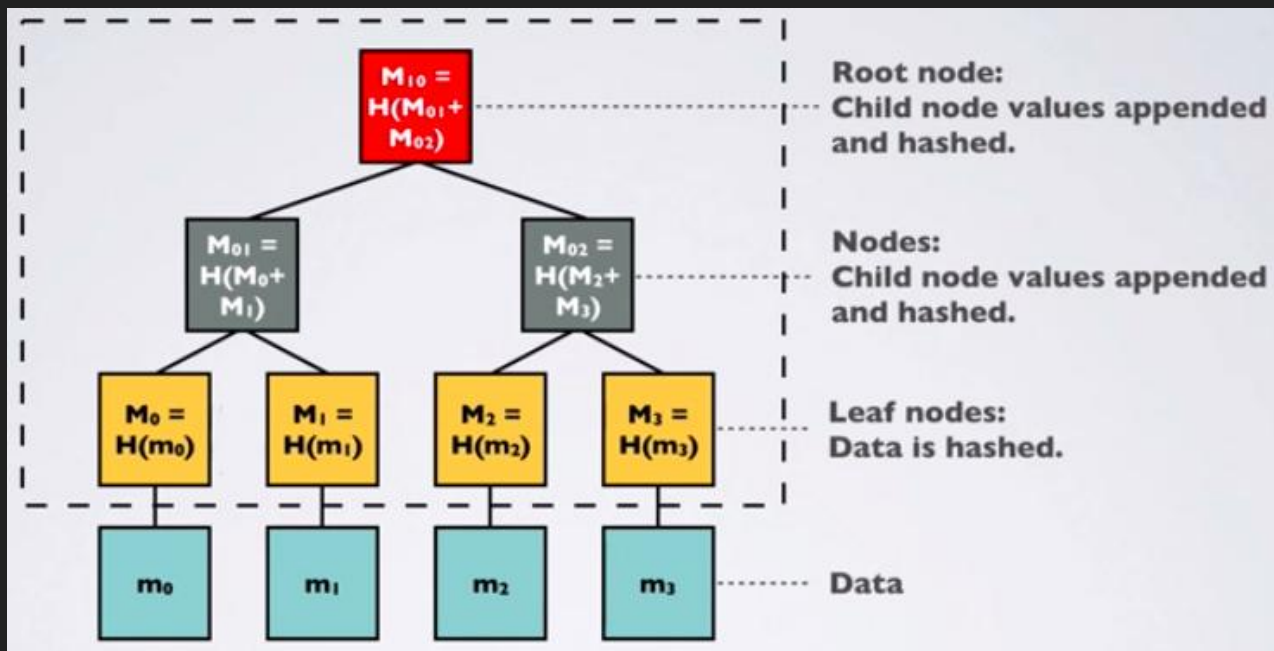 M₁₀ =
H(M₀₁+
M₀₂)
Root node:
Child node values appended
and hashed.
M₀₁ =
H(M₀+
M₁)
M₀₂ =
H(M₂+
M₃)
Nodes:
Child node values appended
and hashed.
M₀ =
H(m₀)
M₁ =
H(m₁)
M₂ =
H(m₂)
M₃ =
H(m₃)
Leaf nodes:
Data is hashed.
m₀
m₁
m₂
m₃
Data